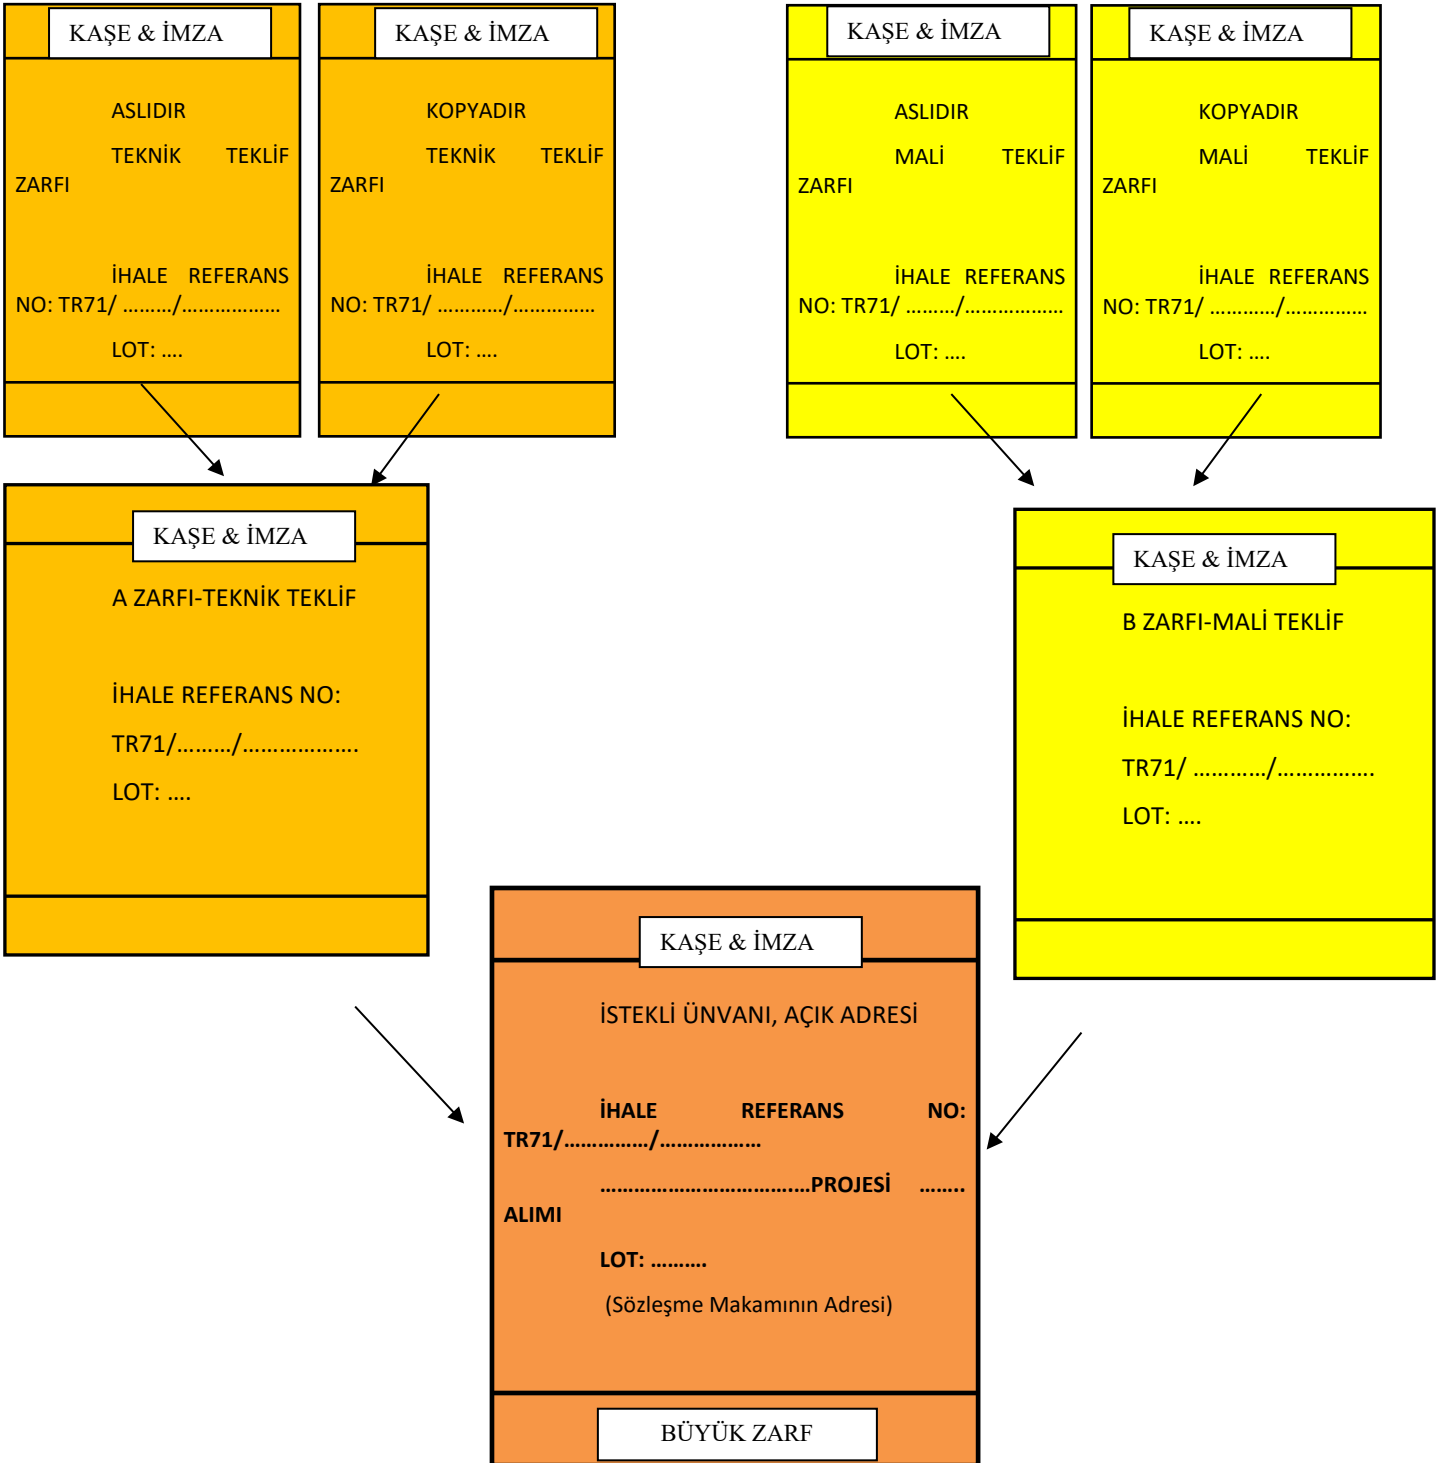 KAŞE & İMZA
ASLIDIR
TEKNİK TEKLİF
ZARFI
İHALE REFERANS
NO: TR71/ ………/………………
LOT: ….
KAŞE & İMZA
KOPYADIR
TEKNİK TEKLİF
ZARFI
İHALE REFERANS
NO: TR71/ …………/……………
LOT: ….
KAŞE & İMZA
ASLIDIR
MALİ TEKLİF
ZARFI
İHALE REFERANS
NO: TR71/ ………/………………
LOT: ….
KAŞE & İMZA
KOPYADIR
MALİ TEKLİF
ZARFI
İHALE REFERANS
NO: TR71/ …………/……………
LOT: ….
KAŞE & İMZA
A ZARFI-TEKNİK TEKLİF
İHALE REFERANS NO:
TR71/………/……………….
LOT: ….
KAŞE & İMZA
B ZARFI-MALİ TEKLİF
İHALE REFERANS NO:
TR71/ …………/…………….
LOT: ….
KAŞE & İMZA
İSTEKLİ ÜNVANI, AÇIK ADRESİ
İHALE REFERANS NO:
TR71/……………/………………
……………………………….…PROJESİ ……..
ALIMI
LOT: ……….
(Sözleşme Makamının Adresi)
BÜYÜK ZARF